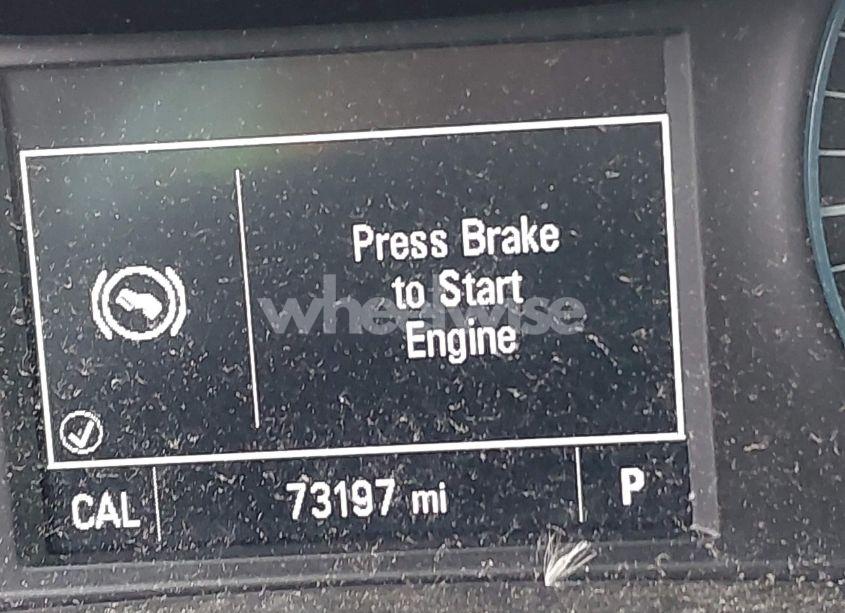 Press Brake
to Start
wheelwise
Engine
CAL
73197 mi
P